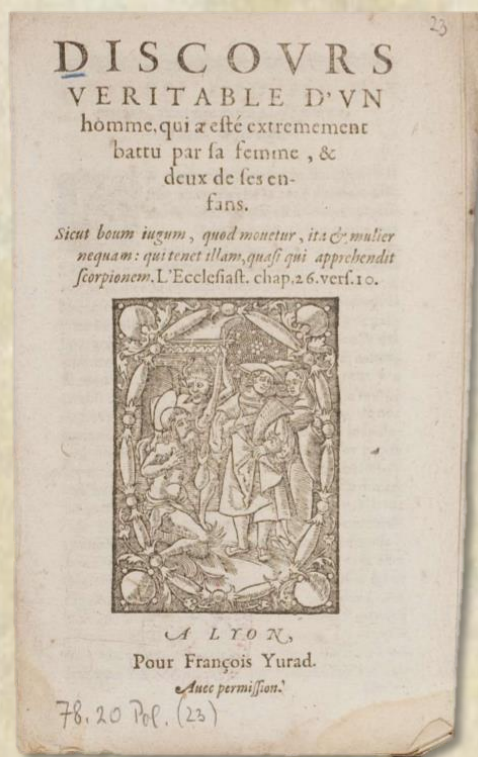 23
DISCOVRS
VERITABLE D'VN
homme, qui a esté extremement
battu par sa femme, &
deux de ses en-
fans.
Sicut boum iugum, quod mouetur, ita & mulier
nequam: qui tenet illam, quasi qui apprehendit
scorpionem. L'Ecclesiast. chap. 26. vers. 10.
A LYON,
Pour François Yurad.
Auec permission.
78. 20 Pol. (23)